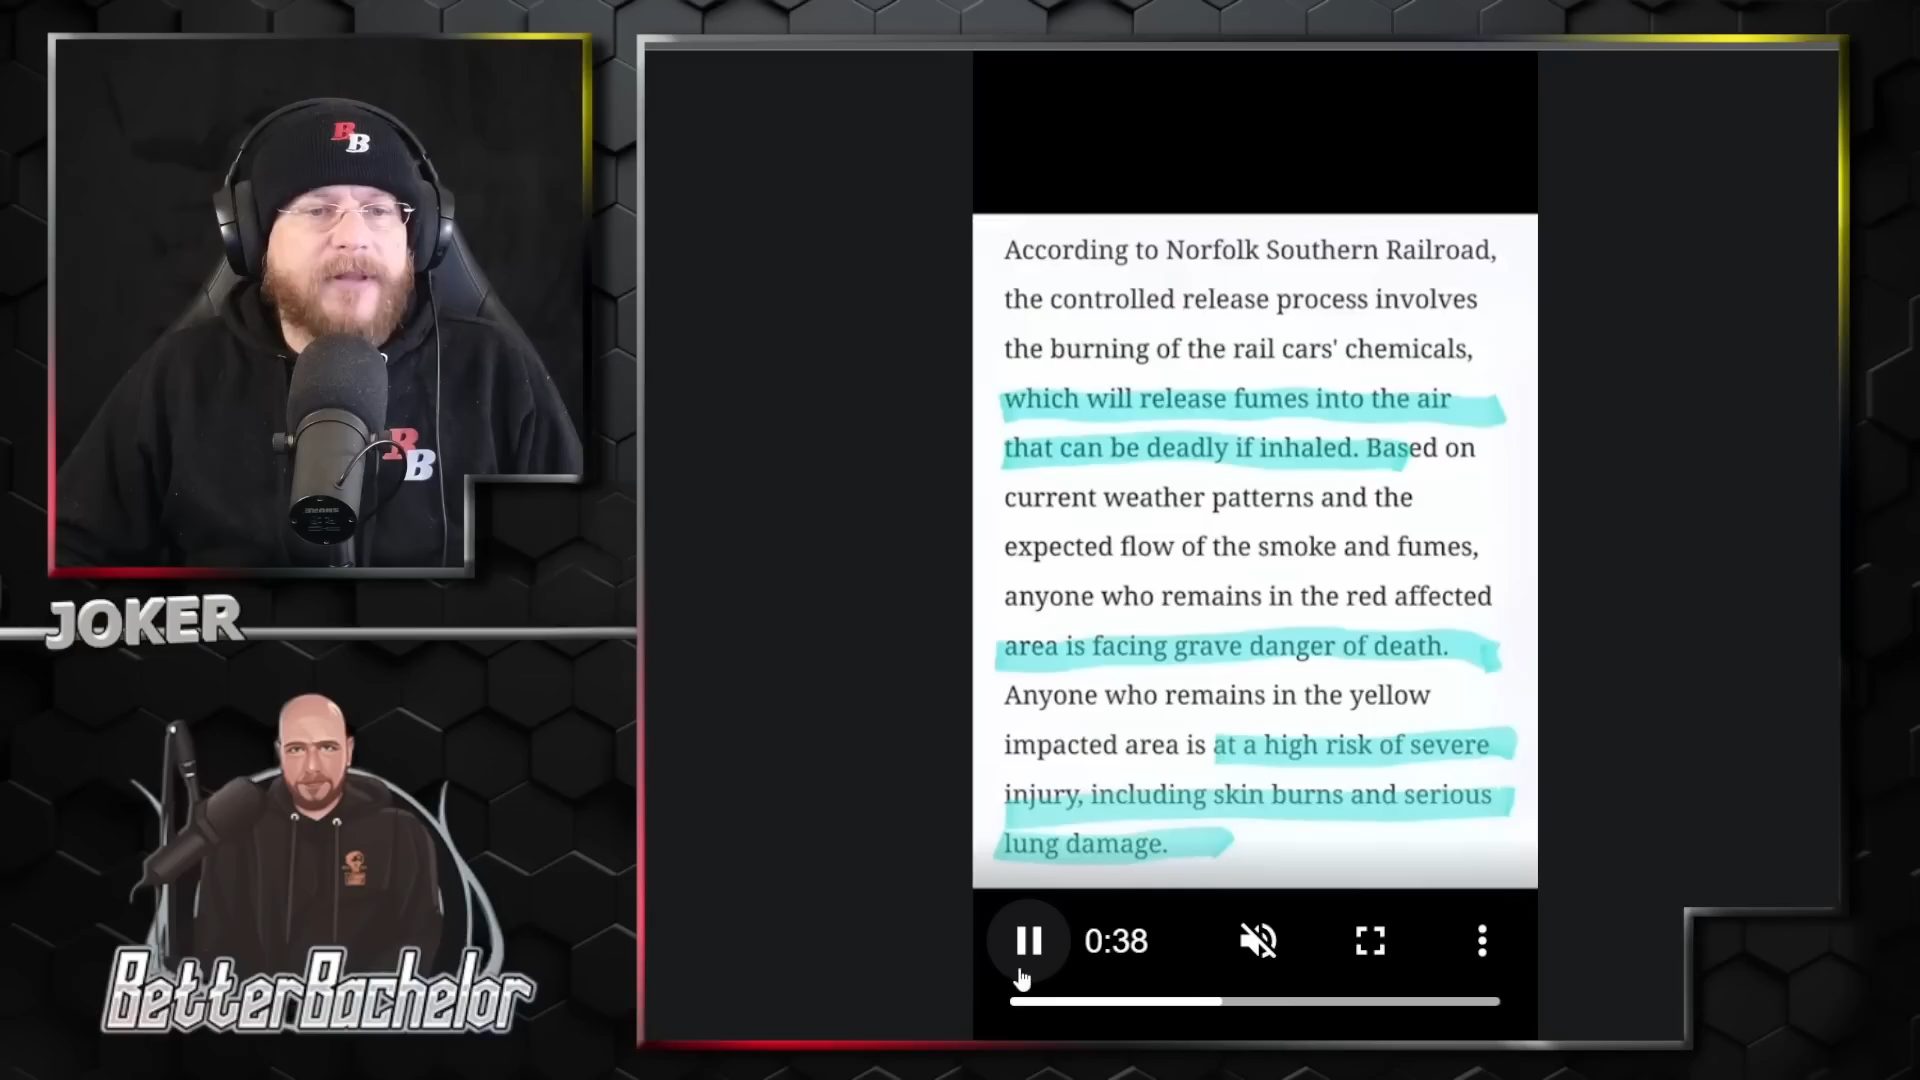 BB
BB
JOKER
BetterBachelor
According to Norfolk Southern Railroad,
the controlled release process involves
the burning of the rail cars' chemicals,
which will release fumes into the air
that can be deadly if inhaled. Based on
current weather patterns and the
expected flow of the smoke and fumes,
anyone who remains in the red affected
area is facing grave danger of death.
Anyone who remains in the yellow
impacted area is at a high risk of severe
injury, including skin burns and serious
lung damage.
0:38